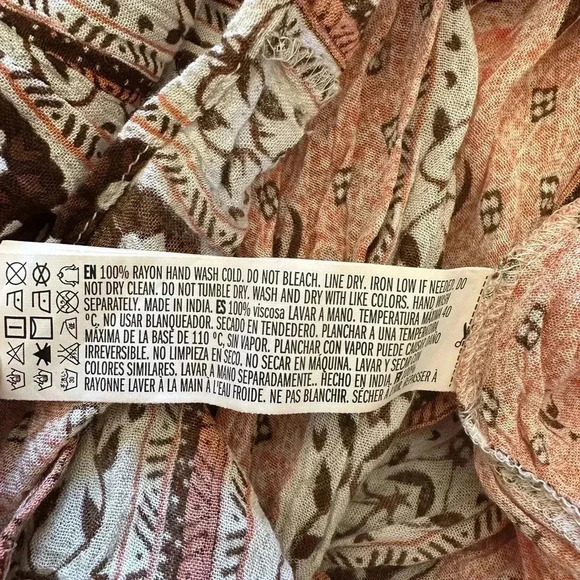 EN 100% RAYON HAND WASH COLD. DO NOT BLEACH. LINE DRY. IRON LOW IF NEEDED. DO
NOT DRY CLEAN. DO NOT TUMBLE DRY. WASH AND DRY WITH LIKE COLORS. HAND WASH
SEPARATELY. MADE IN INDIA. ES 100% viscosa LAVAR A MANO. TEMPERATURA MAXIMA 40
°C. NO USAR BLANQUEADOR. SECADO EN TENDEDERO. PLANCHAR A UNA TEMPERATURA
MÁXIMA DE LA BASE DE 110 °C, SIN VAPOR. PLANCHAR CON VAPOR PUEDE CAUSAR DAÑO
IRREVERSIBLE. NO LIMPIEZA EN SECO. NO SECAR EN MÁQUINA. LAVAR Y SECAR
COLORES SIMILARES. LAVAR A MANO SEPARADAMENTE.. HECHO EN INDIA.
RAYONNE LAVER À LA MAIN À L'EAU FROIDE. NE PAS BLANCHIR. SÉCHER À